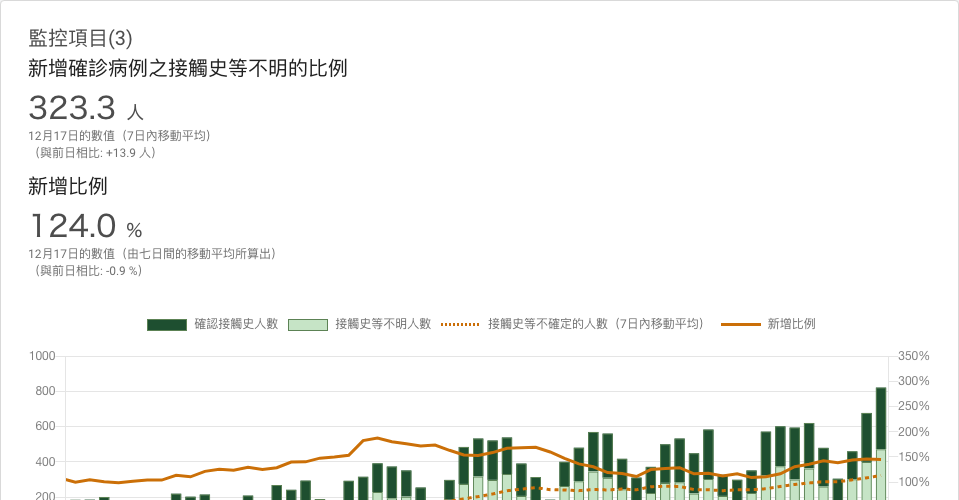 監控項目(3)
新增確診病例之接觸史等不明的比例
323.3 人
12月17日的數值（7日內移動平均）
（與前日相比: +13.9 人）
新增比例
124.0 %
12月17日的數值（由七日間的移動平均所算出）
（與前日相比: -0.9 %）
確認接觸史人數 接觸史等不明人數 接觸史等不確定的人數（7日內移動平均） 新增比例
1000 350%
300%
800
250%
600 200%
400 150%
100%
200